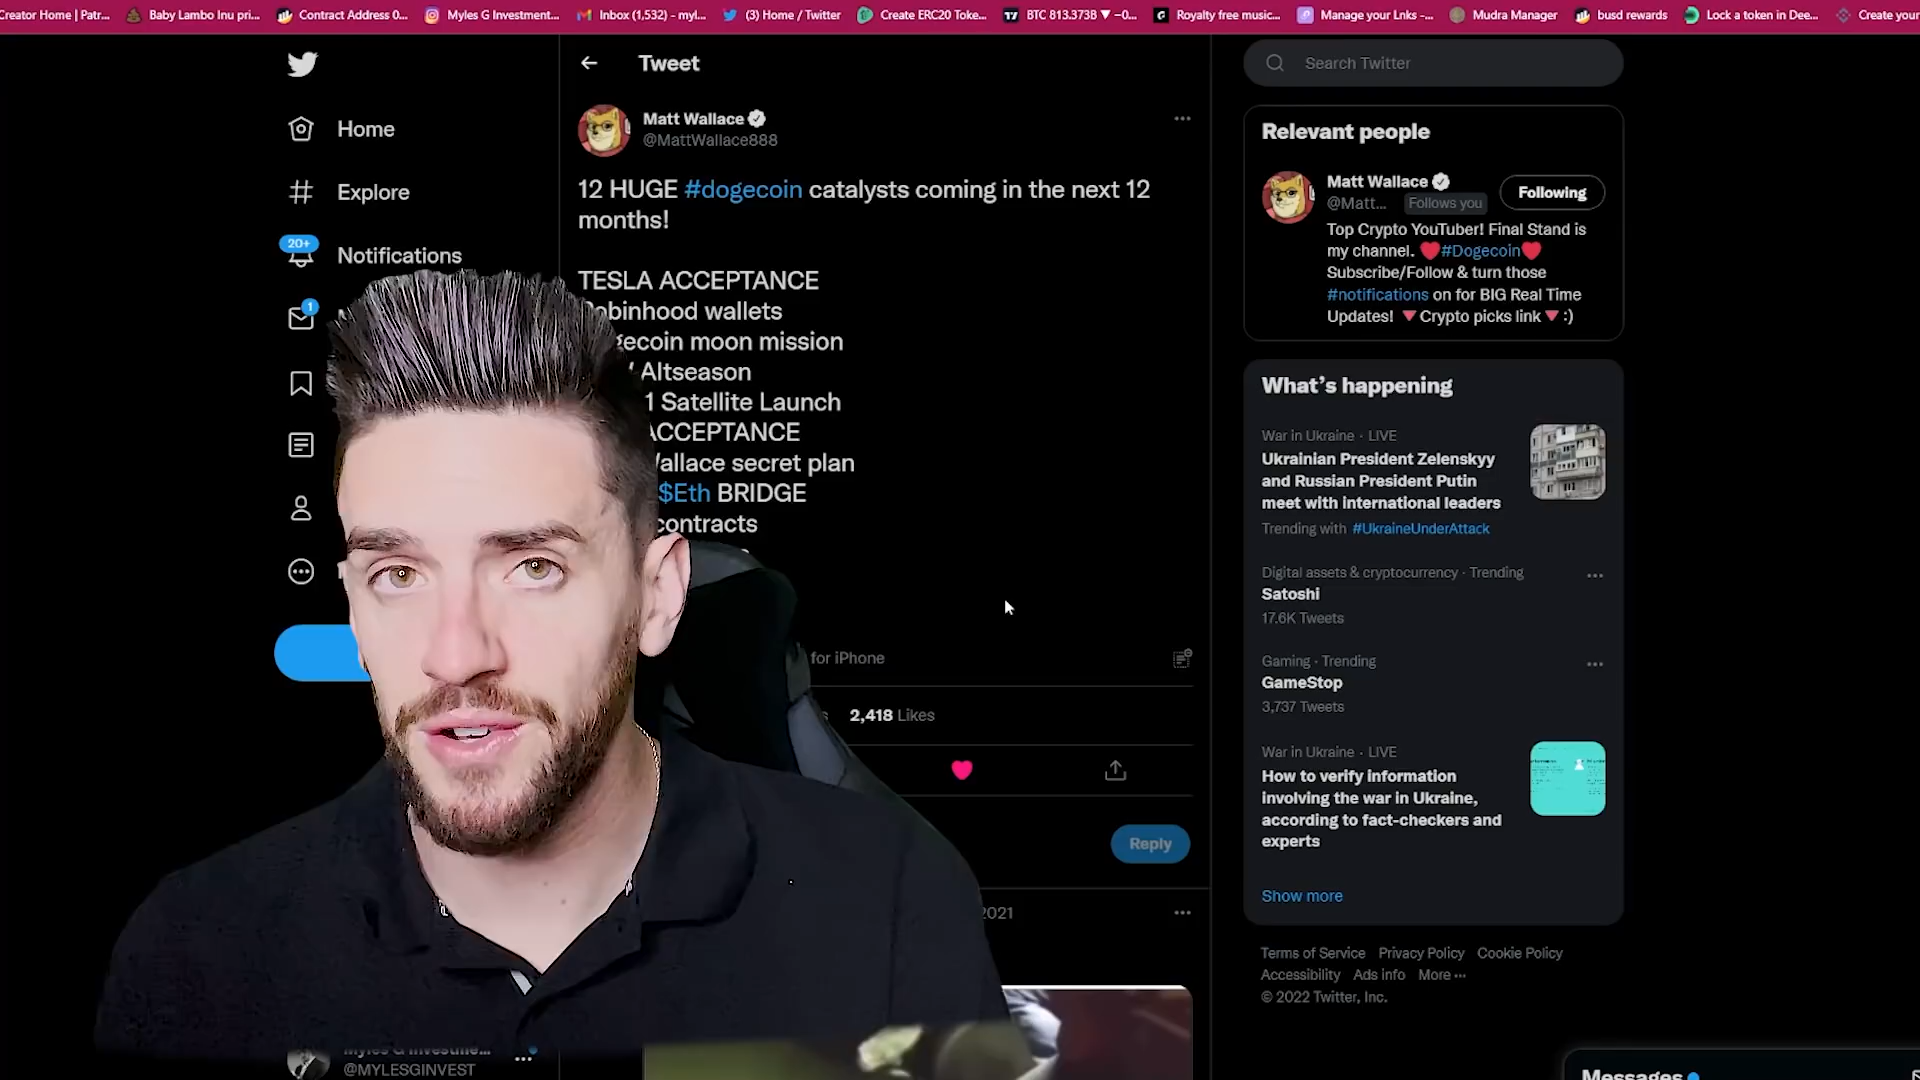 Creator Home | Patr...
Baby Lambo Inu pri...
Contract Address 0...
Myles G Investment...
Inbox (1,532) - myl...
(3) Home / Twitter
Create ERC20 Toke...
BTC 813.373B ▼ −0...
Royalty free music...
Manage your Lnks -...
Mudra Manager
busd rewards
Lock a token in Dee...
Create your
Home
Explore
20+
Notifications
1
Tweet
Matt Wallace
@MattWallace888
12 HUGE #dogecoin catalysts coming in the next 12
months!
TESLA ACCEPTANCE
obinhood wallets
gecoin moon mission
Altseason
1 Satellite Launch
ACCEPTANCE
allace secret plan
$Eth BRIDGE
contracts
for iPhone
2,418 Likes
Reply
2021
@MYLESGINVEST
Search Twitter
Relevant people
Matt Wallace
@Matt... Follows you
Following
Top Crypto YouTuber! Final Stand is
my channel. ❤️#Dogecoin❤️
Subscribe/Follow & turn those
#notifications on for BIG Real Time
Updates! 🔻Crypto picks link🔻 :)
What's happening
War in Ukraine · LIVE
Ukrainian President Zelenskyy
and Russian President Putin
meet with international leaders
Trending with #UkraineUnderAttack
Digital assets & cryptocurrency · Trending
Satoshi
17.6K Tweets
Gaming · Trending
GameStop
3,737 Tweets
War in Ukraine · LIVE
How to verify information
involving the war in Ukraine,
according to fact-checkers and
experts
Show more
Terms of Service Privacy Policy Cookie Policy
Accessibility Ads info More ···
© 2022 Twitter, Inc.
Messages